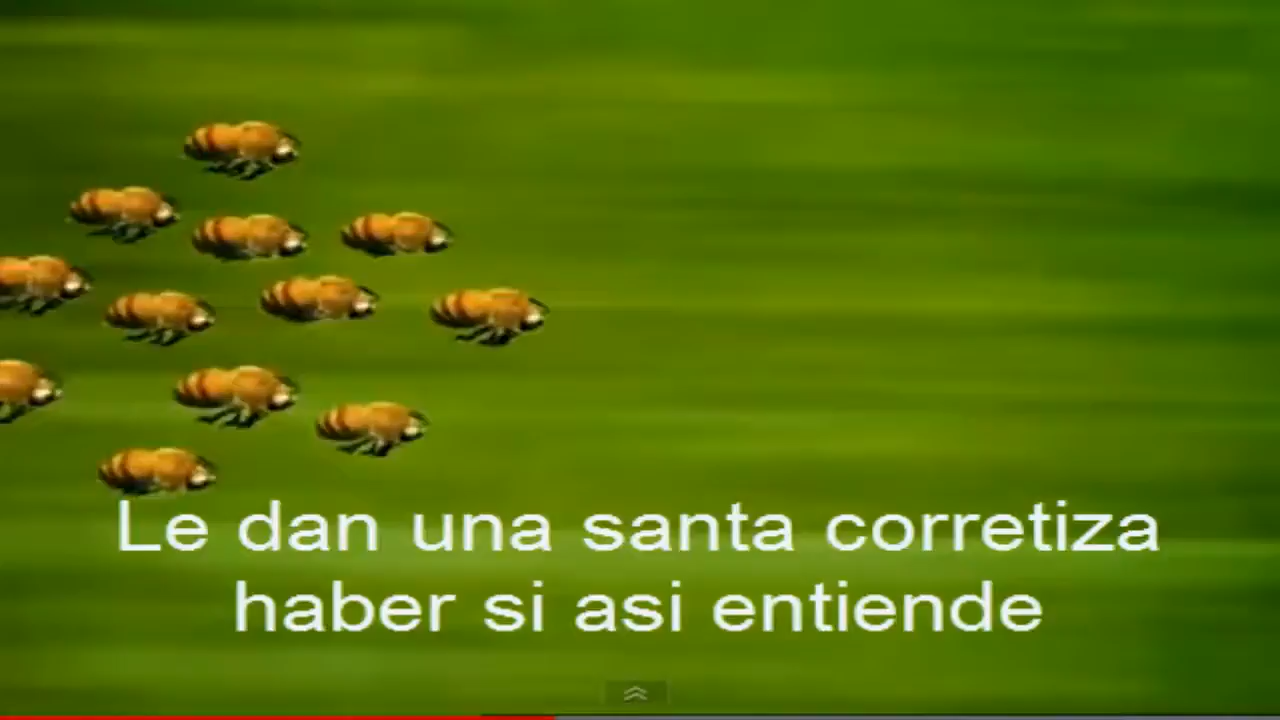 Le dan una santa corretiza
haber si asi entiende